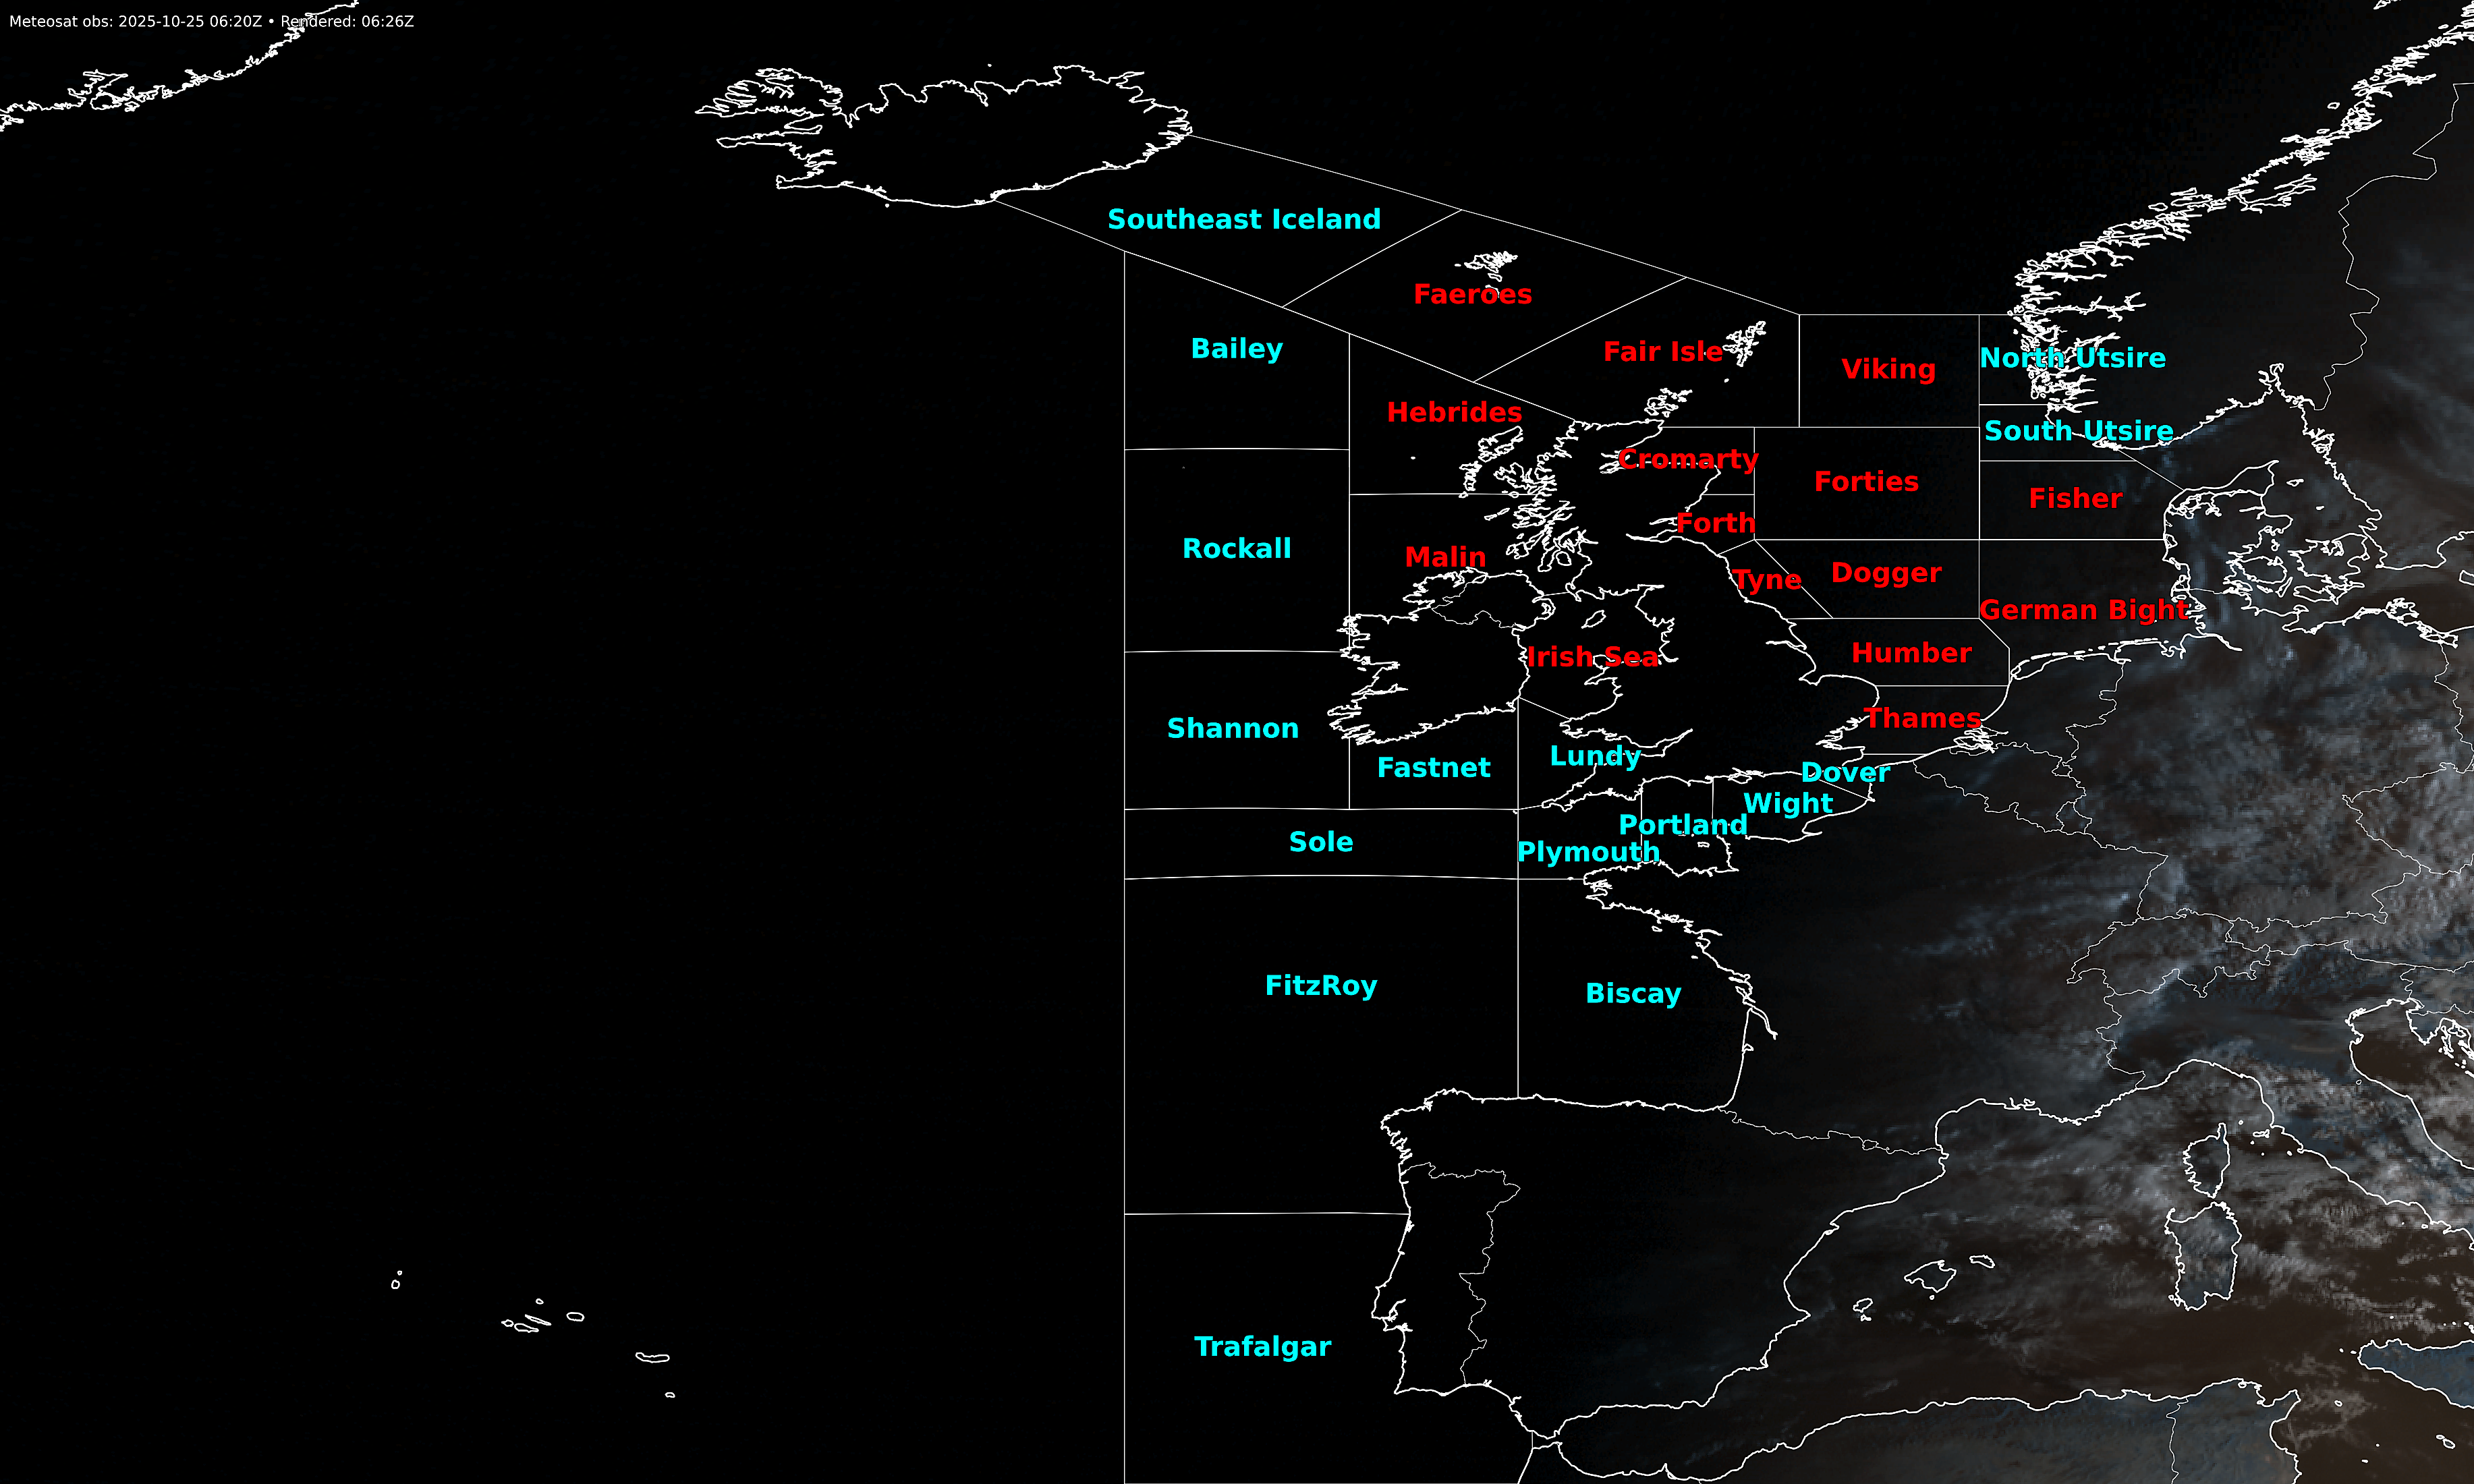 Meteosat obs: 2025-10-25 06:20Z • Rendered: 06:26Z
Southeast Iceland
Faeroes
Bailey
Fair Isle
Viking
North Utsire
Hebrides
South Utsire
Cromarty
Forties
Fisher
Forth
Rockall
Malin
Tyne
Dogger
German Bight
Irish Sea
Humber
Thames
Shannon
Fastnet
Lundy
Dover
Wight
Portland
Sole
Plymouth
FitzRoy
Biscay
Trafalgar